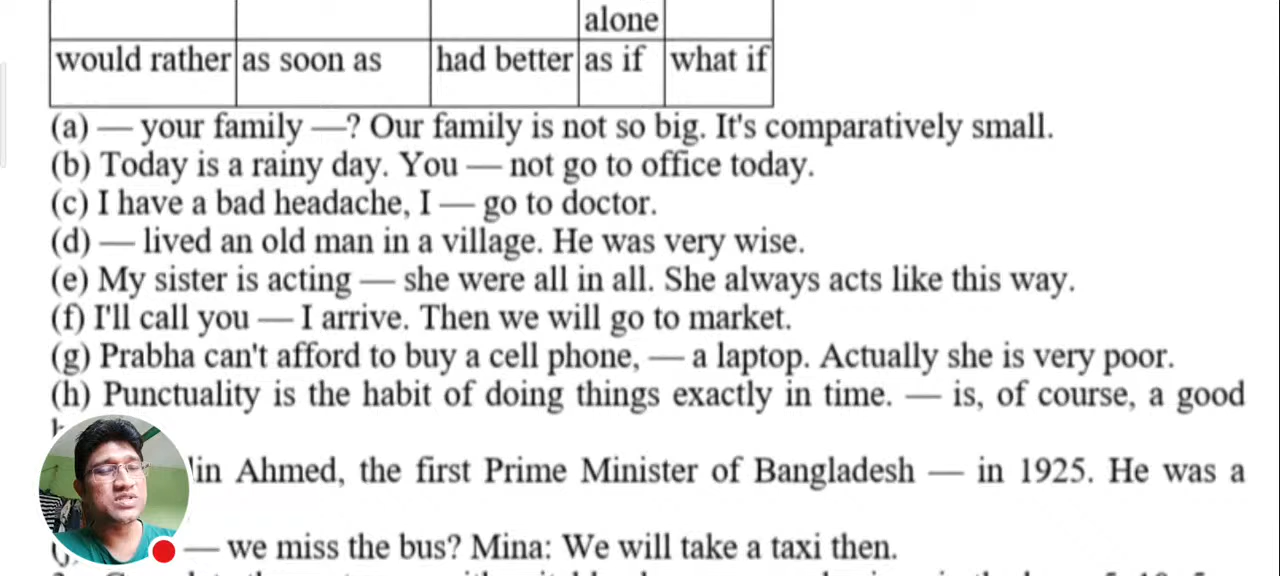 alone
would rather as soon as had better as if what if
(a) — your family —? Our family is not so big. It's comparatively small.
(b) Today is a rainy day. You — not go to office today.
(c) I have a bad headache, I — go to doctor.
(d) — lived an old man in a village. He was very wise.
(e) My sister is acting — she were all in all. She always acts like this way.
(f) I'll call you — I arrive. Then we will go to market.
(g) Prabha can't afford to buy a cell phone, — a laptop. Actually she is very poor.
(h) Punctuality is the habit of doing things exactly in time. — is, of course, a good
lin Ahmed, the first Prime Minister of Bangladesh — in 1925. He was a
— we miss the bus? Mina: We will take a taxi then.